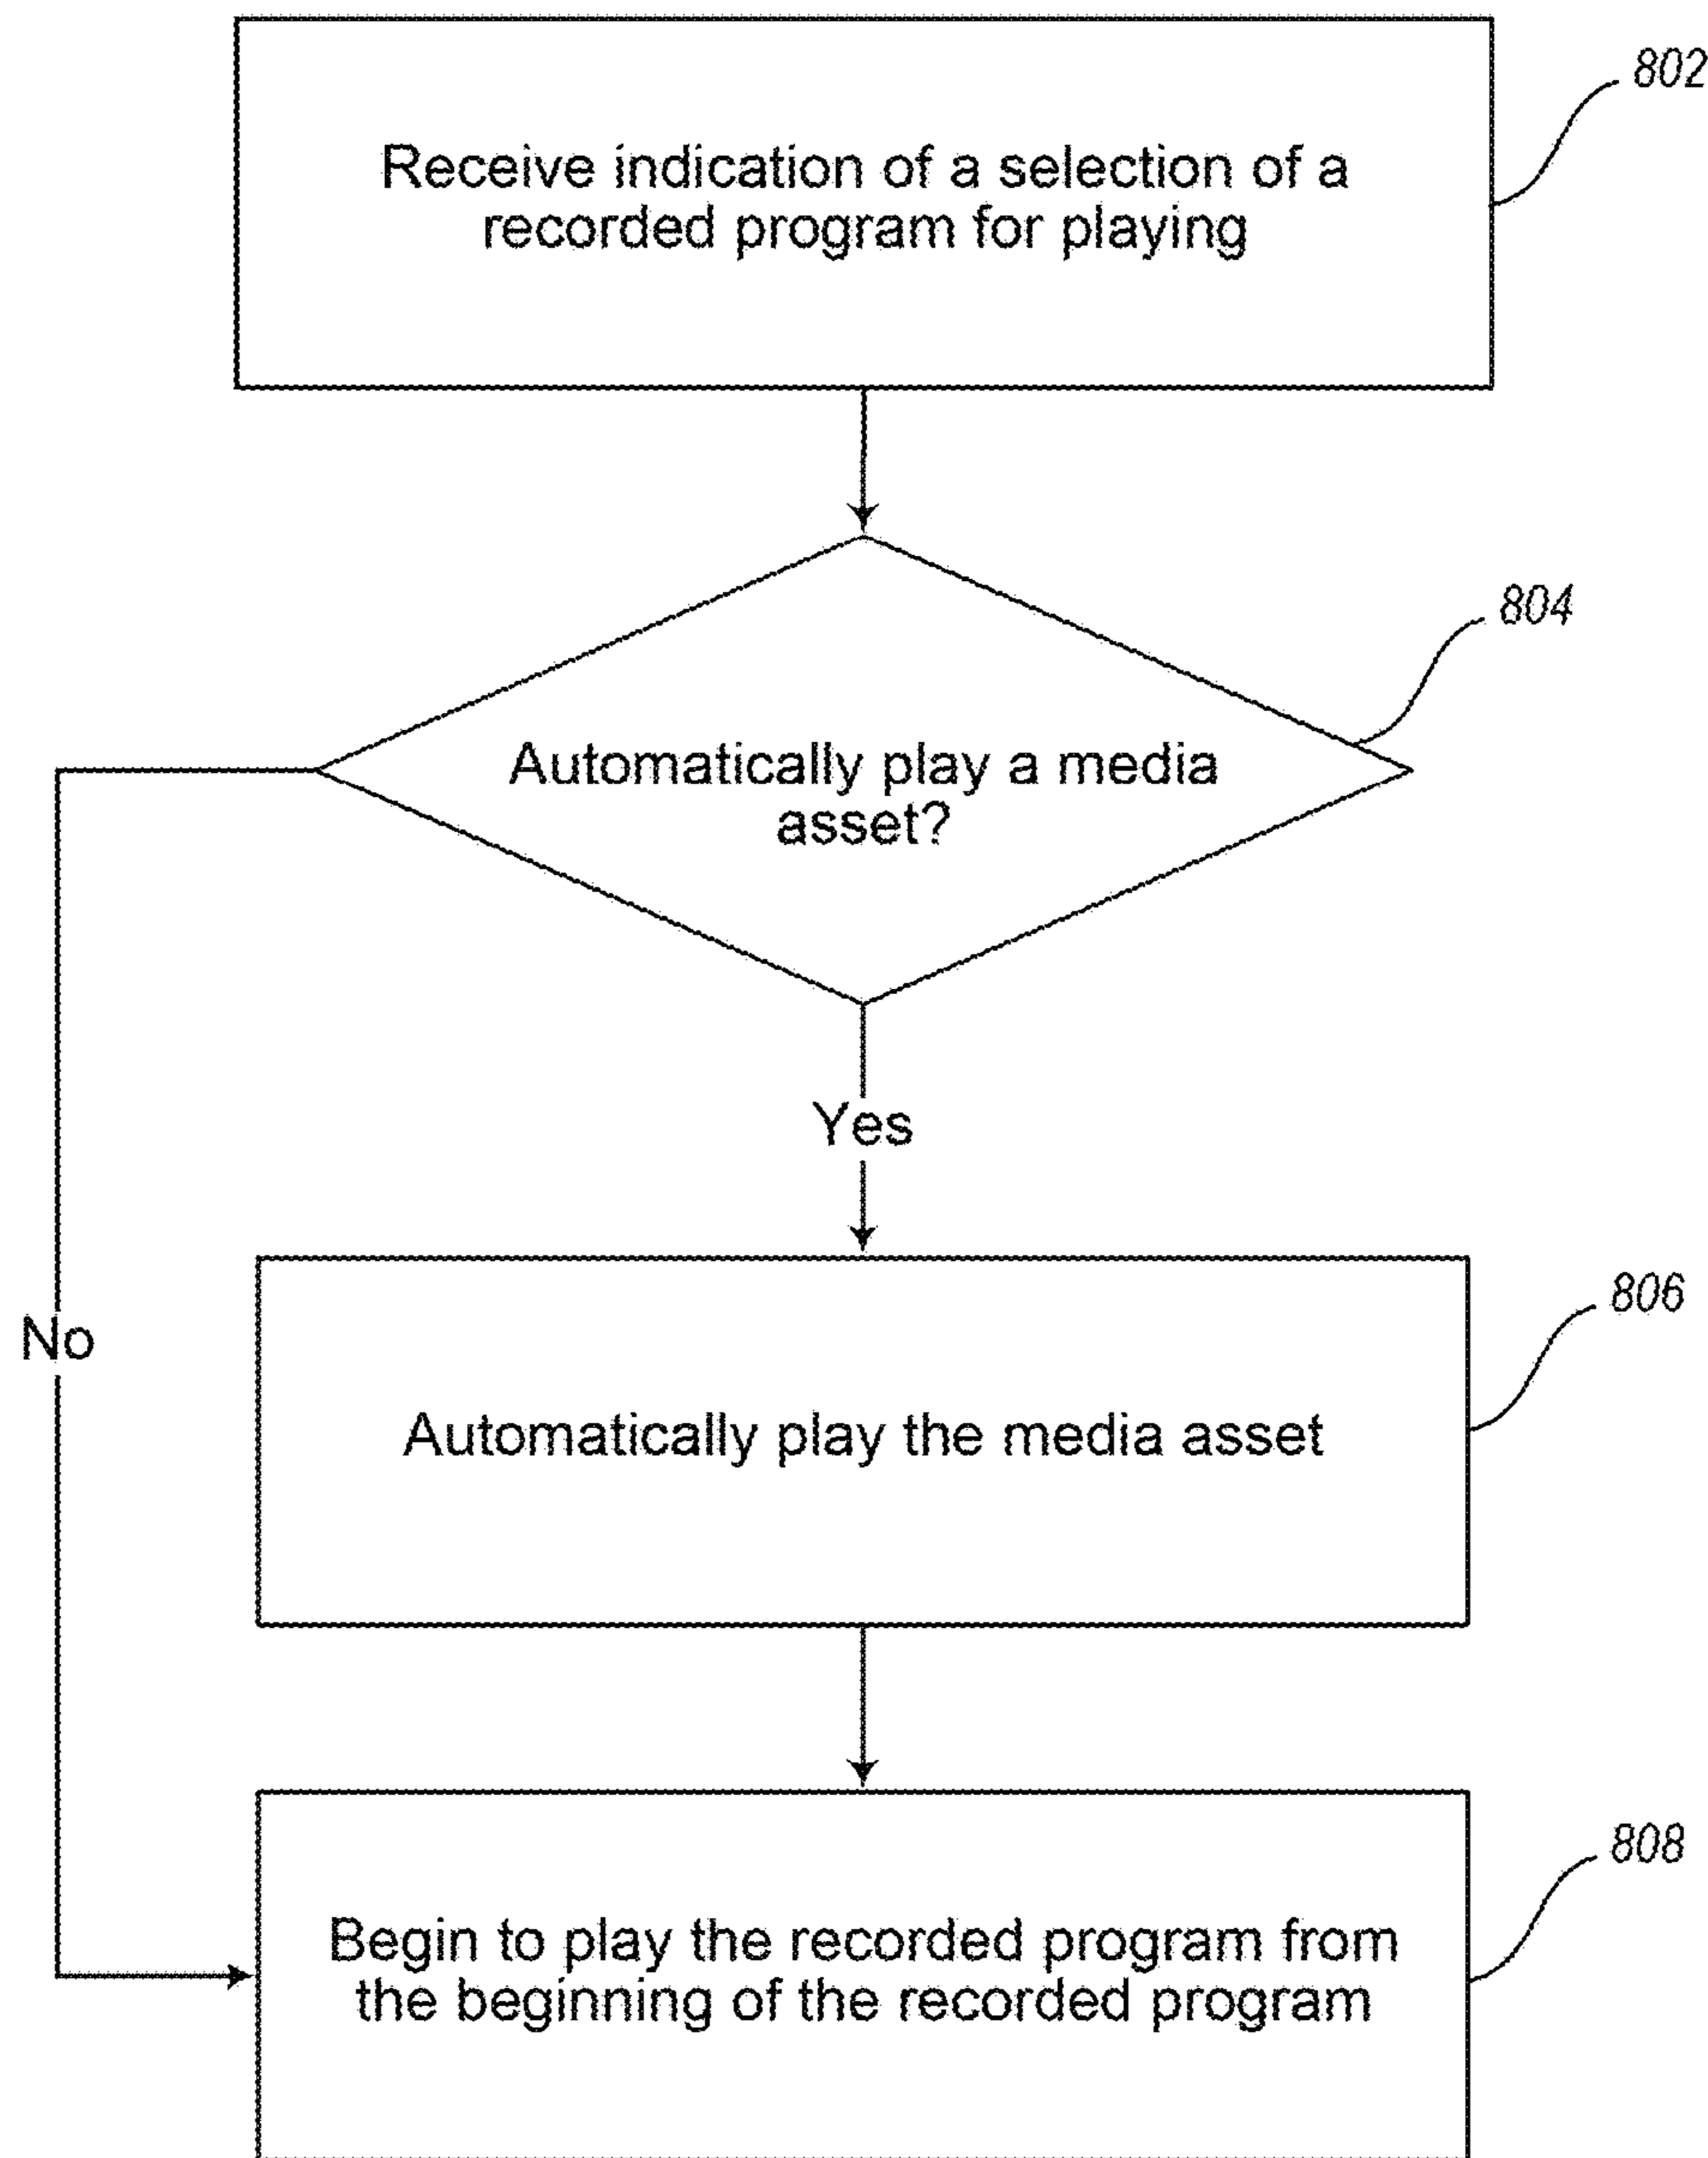 802
Receive indication of a selection of a
recorded program for playing
804
Automatically play a media
asset?
Yes
No
806
Automatically play the media asset
808
Begin to play the recorded program from
the beginning of the recorded program